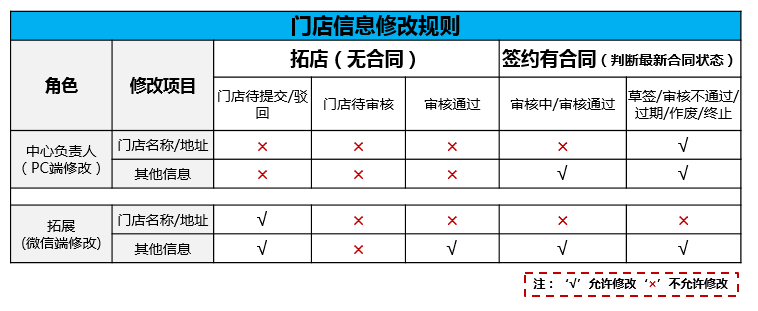 门店信息修改规则
角色 修改项目 拓店（无合同） 签约有合同（判断最新合同状态）
门店待提交/驳回 门店待审核 审核通过 审核中/审核通过 草签/审核不通过/过期/作废/终止
中心负责人（PC端修改） 门店名称/地址 × × × × √
其他信息 × × × √ √
拓展(微信端修改) 门店名称/地址 √ × × × ×
其他信息 √ × √ √ √
注：‘√’允许修改‘×’不允许修改